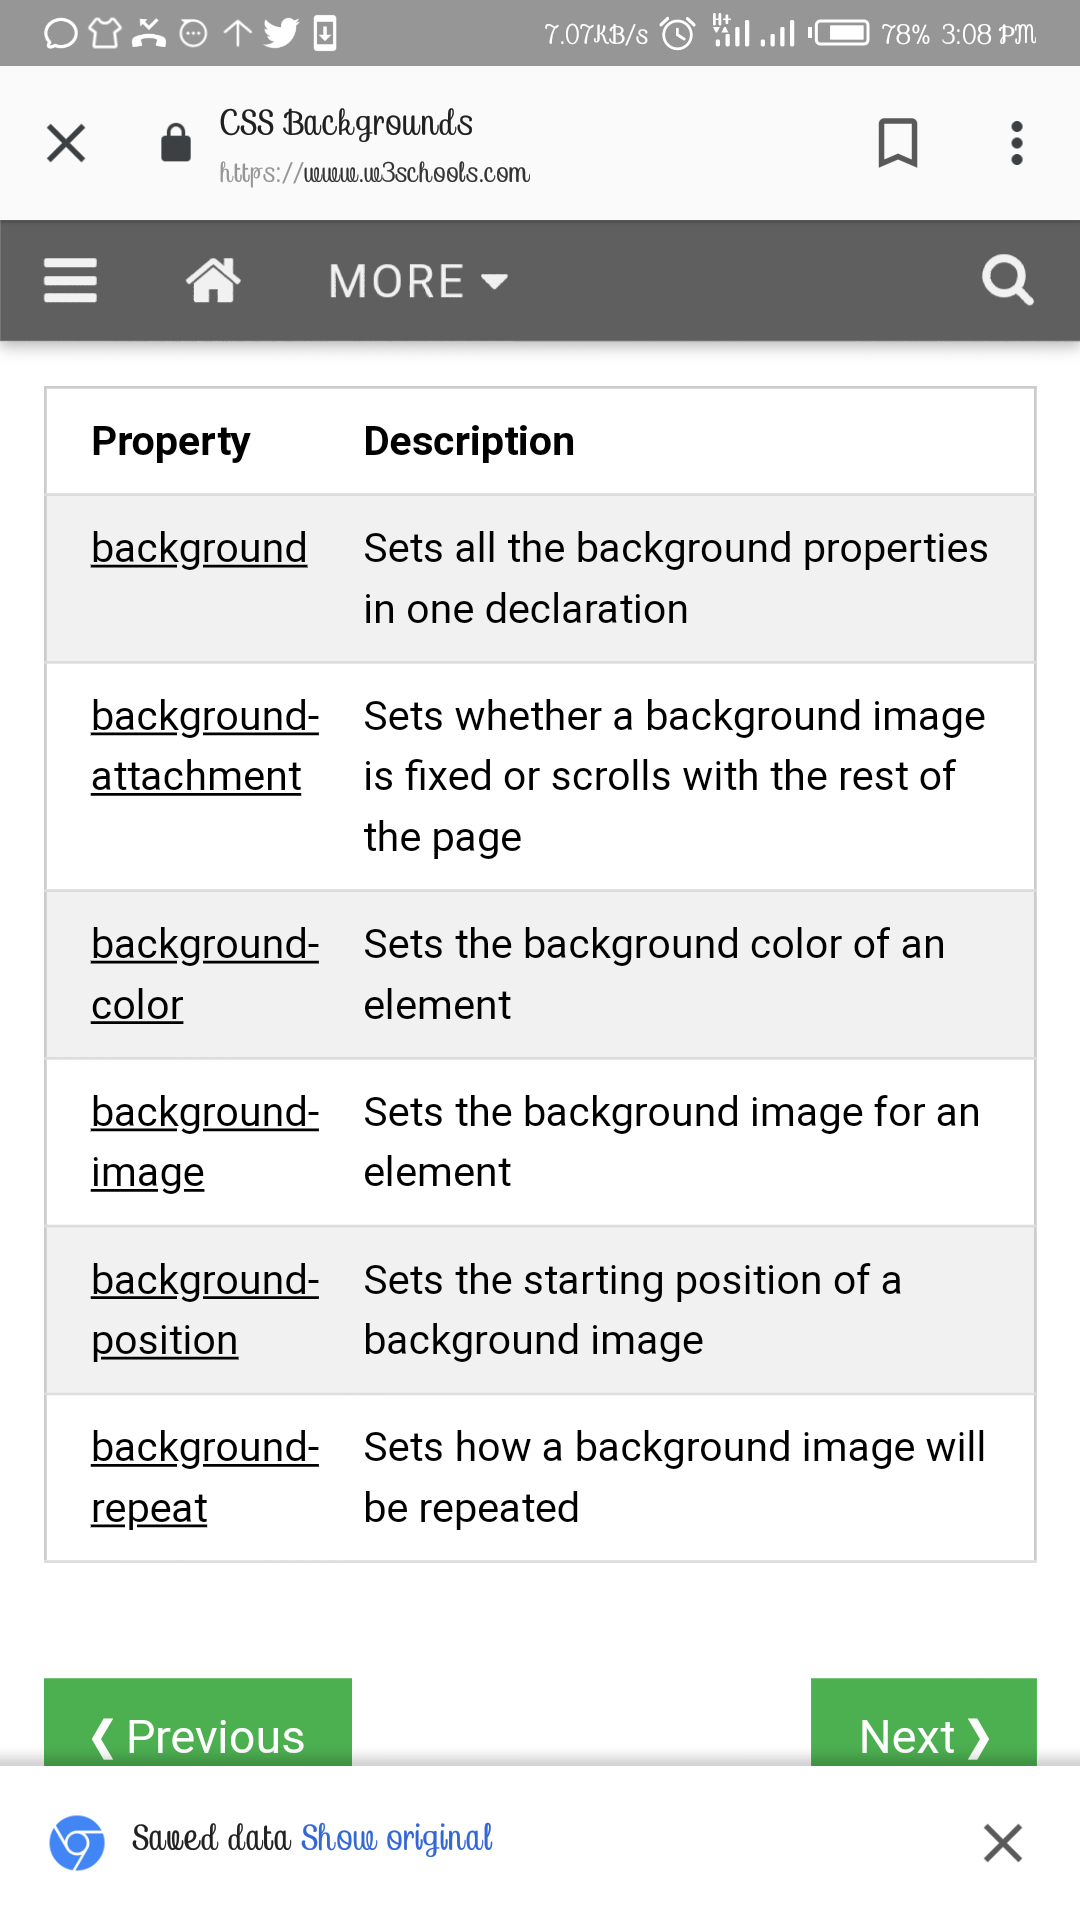 7.07KB/s H+ 78% 3:08 PM
CSS Backgrounds
https://www.w3schools.com
MORE
Property Description
background Sets all the background properties
in one declaration
background- Sets whether a background image
attachment is fixed or scrolls with the rest of
the page
background- Sets the background color of an
color element
background- Sets the background image for an
image element
background- Sets the starting position of a
position background image
background- Sets how a background image will
repeat be repeated
❮ Previous Next ❯
Saved data Show original